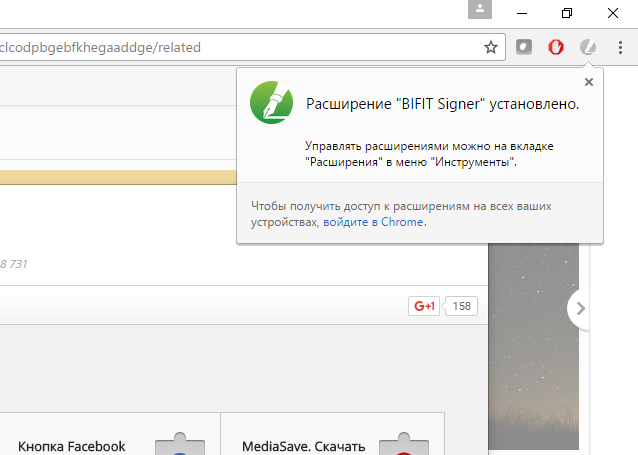 clcodpbgebfkhegaaddge/related
Расширение "BIFIT Signer" установлено.
Управлять расширениями можно на вкладке
"Расширения" в меню "Инструменты".
Чтобы получить доступ к расширениям на всех ваших
устройствах, войдите в Chrome.
8 731
G+1 158
Кнопка Facebook
MediaSave. Скачать